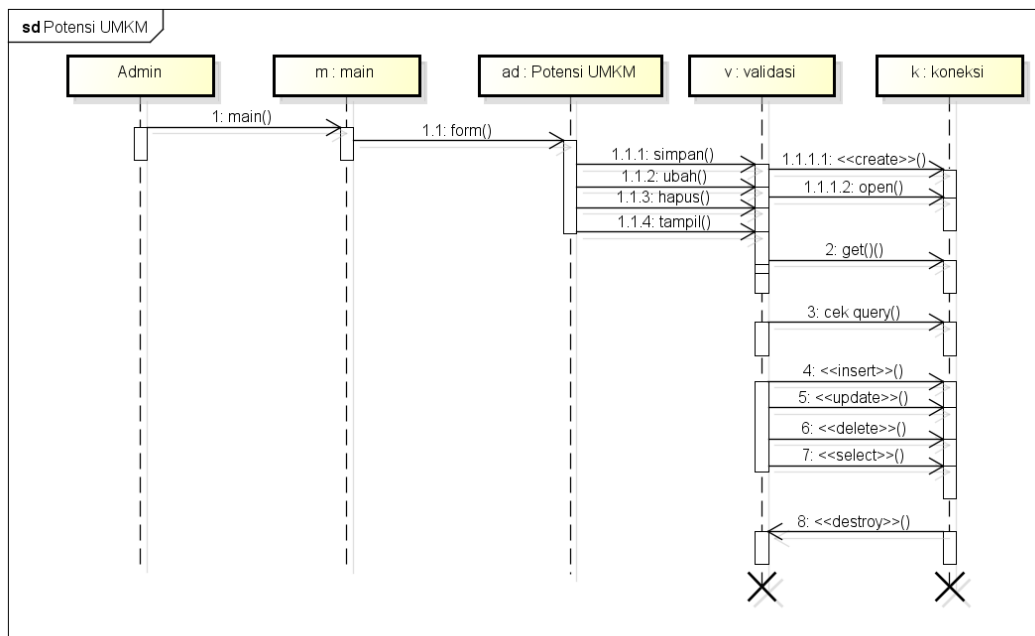 sd Potensi UMKM
Admin
m : main
ad : Potensi UMKM
v : validasi
k : koneksi
1: main()
1.1: form()
1.1.1: simpan()
1.1.1.1: <<create>>()
1.1.2: ubah()
1.1.1.2: open()
1.1.3: hapus()
1.1.4: tampil()
2: get()()
3: cek query()
4: <<insert>>()
5: <<update>>()
6: <<delete>>()
7: <<select>>()
8: <<destroy>>()